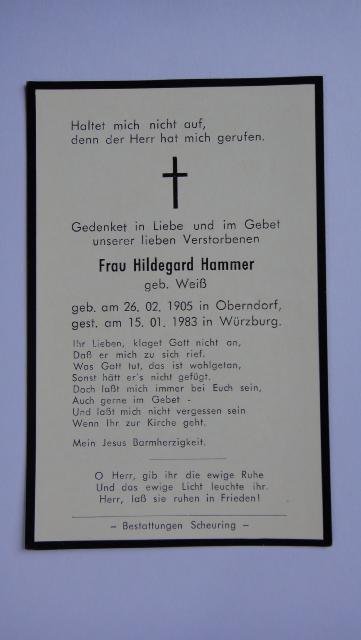 Haltet mich nicht auf,
denn der Herr hat mich gerufen.
Gedenket in Liebe und im Gebet
unserer lieben Verstorbenen
Frau Hildegard Hammer
geb. Weiß
geb. am 26. 02. 1905 in Oberndorf,
gest. am 15. 01. 1983 in Würzburg.
Ihr Lieben, klaget Gott nicht an,
Daß er mich zu sich rief.
Was Gott tut, das ist wohlgetan,
Sonst hätt er's nicht gefügt.
Doch laßt mich immer bei Euch sein,
Auch gerne im Gebet -
Und laßt mich nicht vergessen sein
Wenn Ihr zur Kirche geht.
Mein Jesus Barmherzigkeit.
O Herr, gib ihr die ewige Ruhe
Und das ewige Licht leuchte ihr.
Herr, laß sie ruhen in Frieden!
- Bestattungen Scheuring -